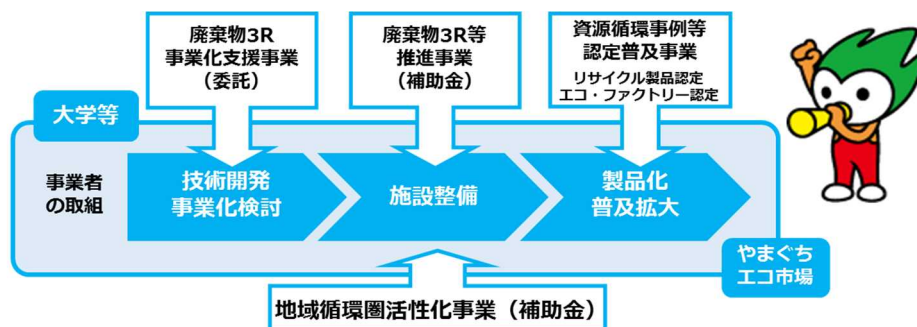 廃棄物3R
事業化支援事業
（委託）
廃棄物3R等
推進事業
（補助金）
資源循環事例等
認定普及事業
リサイクル製品認定
エコ・ファクトリー認定
大学等
事業者
の取組
技術開発
事業化検討
施設整備
製品化
普及拡大
やまぐち
エコ市場
地域循環圏活性化事業（補助金）